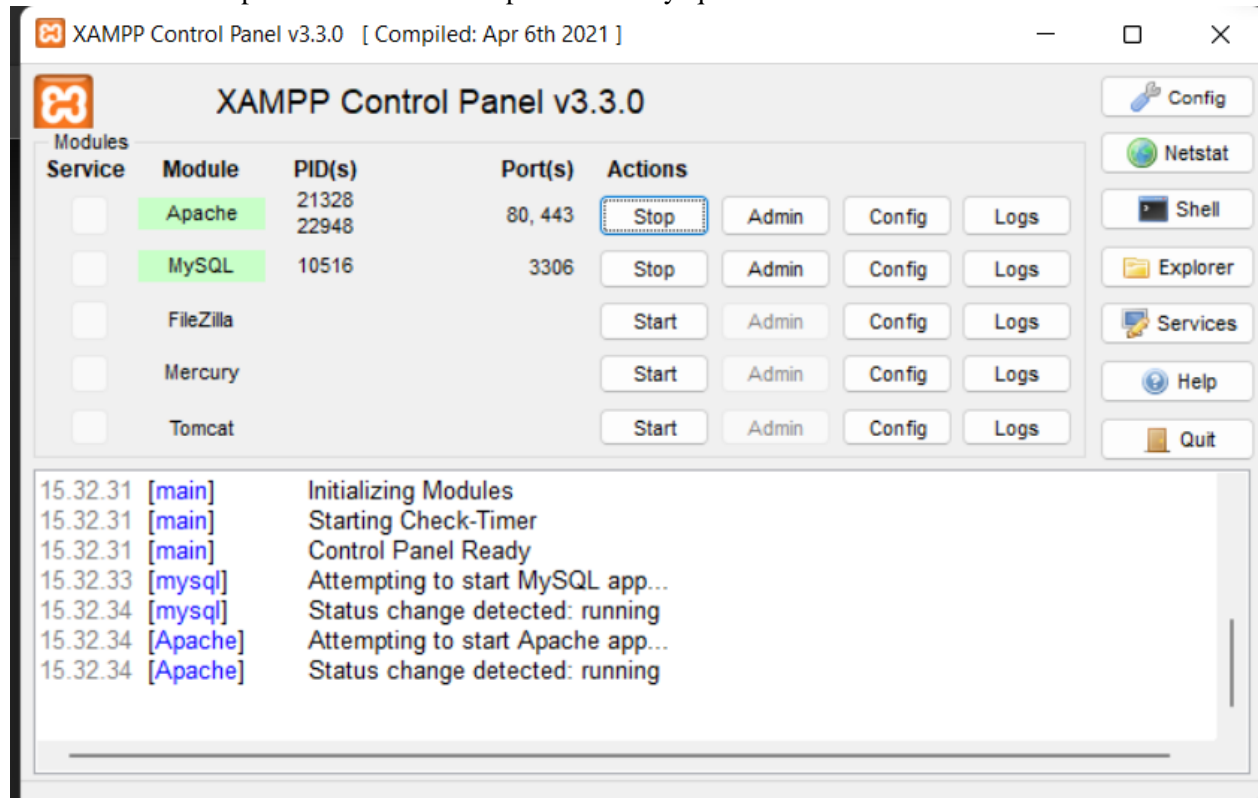 XAMPP Control Panel v3.3.0 [ Compiled: Apr 6th 2021 ]
XAMPP Control Panel v3.3.0
Config
Modules
Service Module PID(s) Port(s) Actions
Netstat
Apache 21328 22948 80, 443 Stop Admin Config Logs
Shell
MySQL 10516 3306 Stop Admin Config Logs
Explorer
FileZilla Start Admin Config Logs
Services
Mercury Start Admin Config Logs
Help
Tomcat Start Admin Config Logs
Quit
15.32.31 [main] Initializing Modules
15.32.31 [main] Starting Check-Timer
15.32.31 [main] Control Panel Ready
15.32.33 [mysql] Attempting to start MySQL app...
15.32.34 [mysql] Status change detected: running
15.32.34 [Apache] Attempting to start Apache app...
15.32.34 [Apache] Status change detected: running